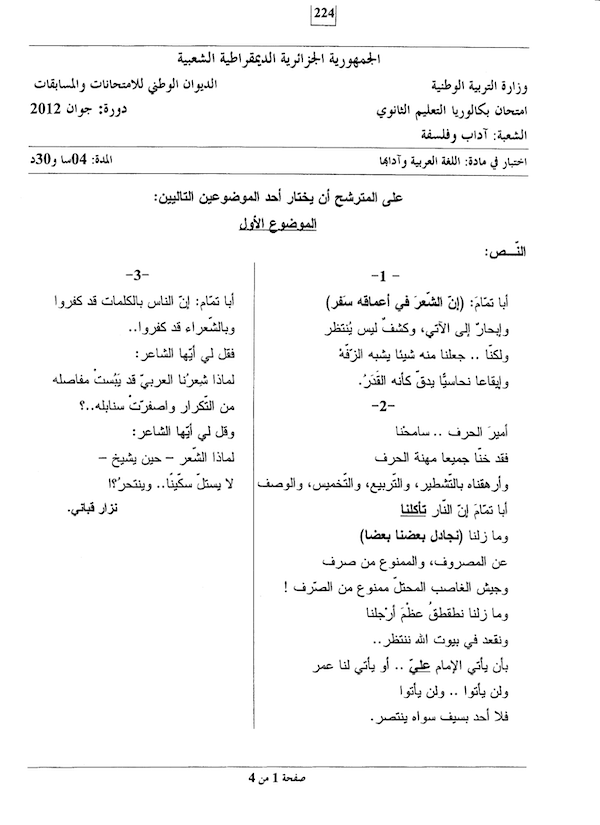 224
الجمهورية الجزائرية الديمقراطية الشعبية
وزارة التربية الوطنية
الديوان الوطني للامتحانات والمسابقات
امتحان بكالوريا التعليم الثانوي
دورة: جوان 2012
الشعبة: آداب وفلسفة
اختبار في مادة: اللغة العربية وآدابها
المدة: 04سا و30د
على المترشح أن يختار أحد الموضوعين التاليين:
الموضوع الأول
النّـــص:
- 1-
أبا تمّامَ: (إنّ الشّعرَ في أعماقه سَفر)
وإبحارٌ إلى الآتي، وكشفٌ ليس يُنتظر
ولكنّا .. جعلنا منه شيئا يشبه الزفّهْ
وإيقاعا نحاسيًّا يدقّ كأنه القَدَرُ.
-2-
أميرَ الحرف .. سامحْنا
فقد خنّا جميعا مهنة الحرف
وأرهقناه بالتّشطير، والتّربيع، والتّخميس، والوصف
أبا تمّامَ إنّ النّار تأكلنا
وما زلنا (نجادل بعضنا بعضا)
عن المصروف، والممنوع من صرف
وجيش الغاصب المحتلّ ممنوع من الصّرف !
وما زلنا نطقطقُ عظْمَ أرْجلنا
ونقعد في بيوت الله ننتظر..
بأن يأتي الإمام عليّ .. أو يأتي لنا عمر
ولن يأتوا .. ولن يأتوا
فلا أحد بسيف سواه ينتصر.
-3-
أبا تمّام: إنّ الناس بالكلمات قد كفروا
وبالشّعراء قد كفروا..
فقل لي أيّها الشاعر:
لماذا شعرُنا العربيّ قد يَبُستْ مفاصله
من التّكرار واصفرّتْ سنابله..؟
وقل لي أيّها الشاعر:
لماذا الشّعر - حين يشيخ -
لا يستلّ سكّينًا.. وينتحرُ؟!
نزار قباني.
صفحة 1 من 4